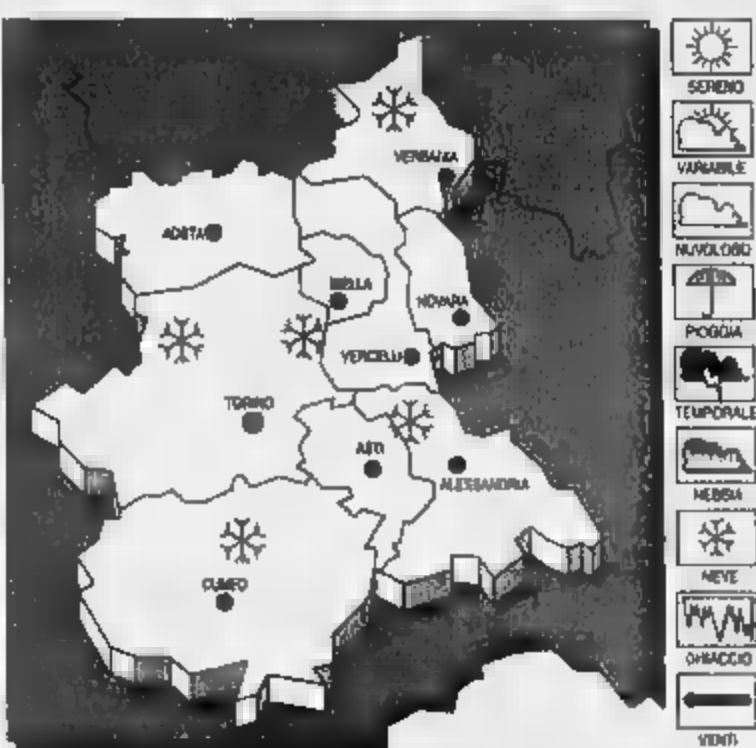 VERBANIA
AOSTA
BIELLA
NOVARA
VERCELLI
TORINO
ASTI
ALESSANDRIA
CUNEO
SERENO
VARIABILE
NUVOLOSO
PIOGGIA
TEMPORALE
NEBBIA
NEVE
GHIACCIO
VENTI